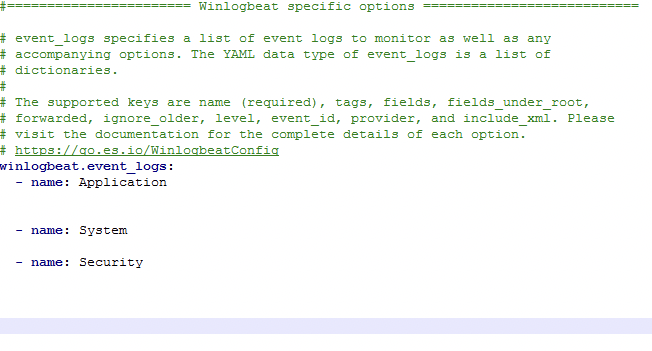 #======================= Winlogbeat specific options ===========================
# event_logs specifies a list of event logs to monitor as well as any
# accompanying options. The YAML data type of event_logs is a list of
# dictionaries.
#
# The supported keys are name (required), tags, fields, fields_under_root,
# forwarded, ignore_older, level, event_id, provider, and include_xml. Please
# visit the documentation for the complete details of each option.
# https://go.es.io/WinlogbeatConfig
winlogbeat.event_logs:
  - name: Application
  - name: System
  - name: Security